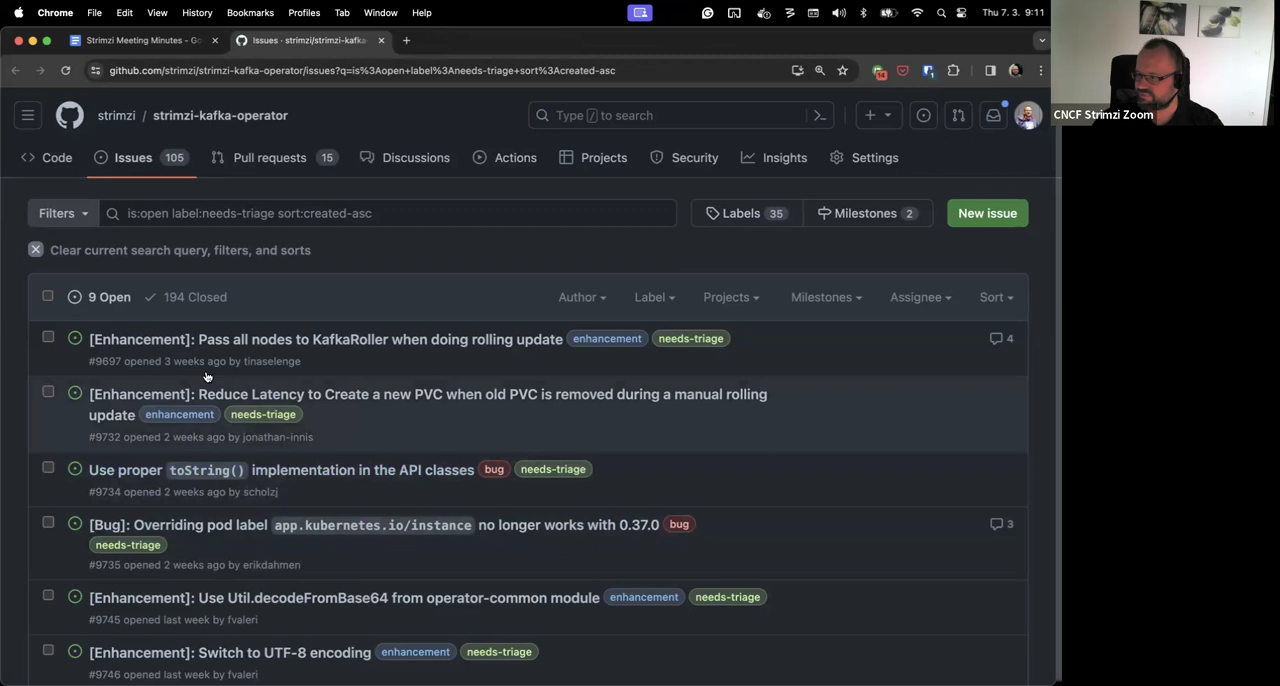 Chrome File Edit View History Bookmarks Profiles Tab Window Help Thu 7. 3. 9:11
Strimzi Meeting Minutes - Go
Issues · strimzi/strimzi-kafka-
github.com/strimzi/strimzi-kafka-operator/issues?q=is%3Aopen+label%3Aneeds-triage+sort%3Acreated-asc
14
CNCF Strimzi Zoom
strimzi / strimzi-kafka-operator
Type / to search
Code Issues 105 Pull requests 15 Discussions Actions Projects Security Insights Settings
Filters is:open label:needs-triage sort:created-asc Labels 35 Milestones 2 New issue
Clear current search query, filters, and sorts
9 Open 194 Closed Author Label Projects Milestones Assignee Sort
[Enhancement]: Pass all nodes to KafkaRoller when doing rolling update enhancement needs-triage 4
#9697 opened 3 weeks ago by tinaselenge
[Enhancement]: Reduce Latency to Create a new PVC when old PVC is removed during a manual rolling
update enhancement needs-triage
#9732 opened 2 weeks ago by jonathan-innis
Use proper toString() implementation in the API classes bug needs-triage
#9734 opened 2 weeks ago by scholzj
[Bug]: Overriding pod label app.kubernetes.io/instance no longer works with 0.37.0 bug 3
needs-triage
#9735 opened 2 weeks ago by erikdahmen
[Enhancement]: Use Util.decodeFromBase64 from operator-common module enhancement needs-triage
#9745 opened last week by fvaleri
[Enhancement]: Switch to UTF-8 encoding enhancement needs-triage
#9746 opened last week by fvaleri